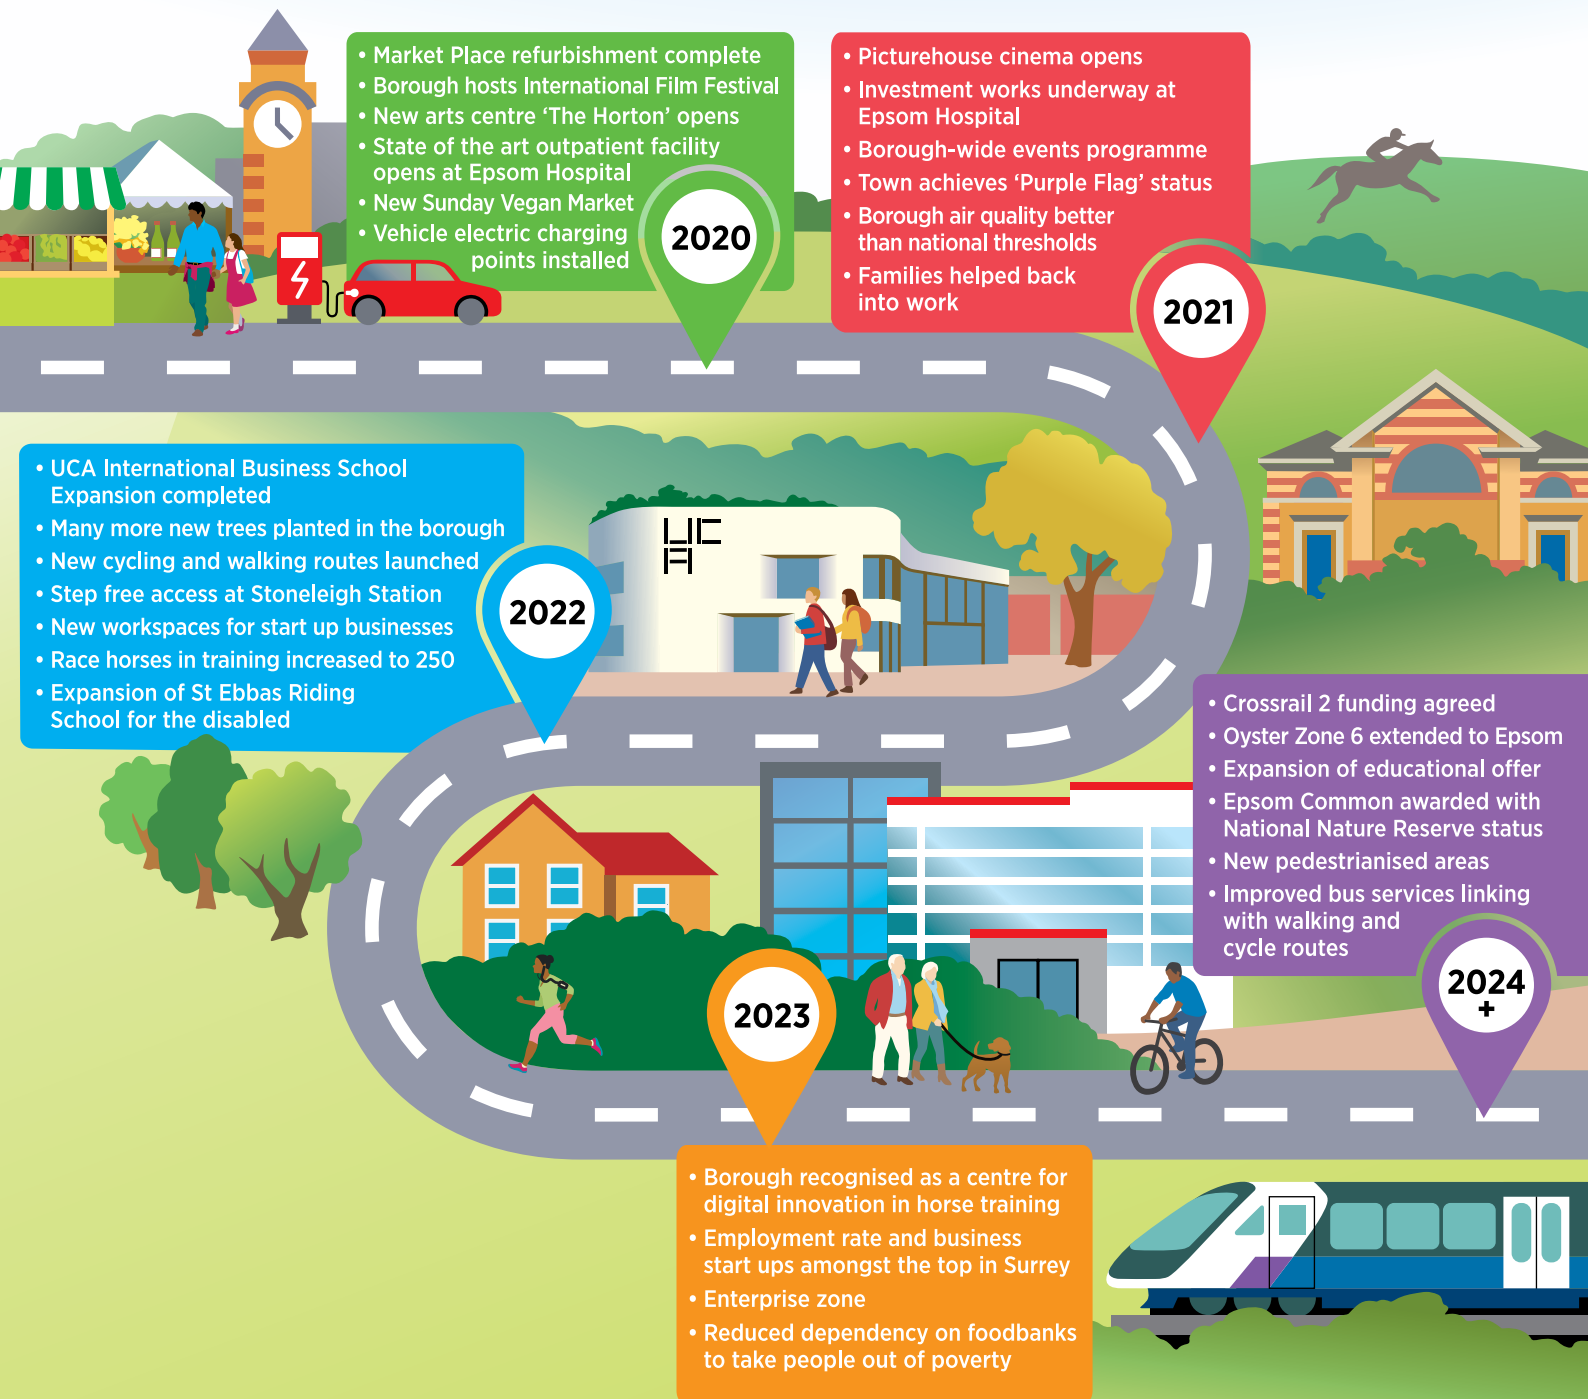 • Market Place refurbishment complete
• Borough hosts International Film Festival
• New arts centre ‘The Horton’ opens
• State of the art outpatient facility
opens at Epsom Hospital
• New Sunday Vegan Market
• Vehicle electric charging
points installed
2020
• Picturehouse cinema opens
• Investment works underway at
Epsom Hospital
• Borough-wide events programme
• Town achieves ‘Purple Flag’ status
• Borough air quality better
than national thresholds
• Families helped back
into work
2021
• UCA International Business School
Expansion completed
• Many more new trees planted in the borough
• New cycling and walking routes launched
• Step free access at Stoneleigh Station
• New workspaces for start up businesses
• Race horses in training increased to 250
• Expansion of St Ebbas Riding
School for the disabled
2022
UC
A
2023
• Borough recognised as a centre for
digital innovation in horse training
• Employment rate and business
start ups amongst the top in Surrey
• Enterprise zone
• Reduced dependency on foodbanks
to take people out of poverty
• Crossrail 2 funding agreed
• Oyster Zone 6 extended to Epsom
• Expansion of educational offer
• Epsom Common awarded with
National Nature Reserve status
• New pedestrianised areas
• Improved bus services linking
with walking and
cycle routes
2024
+